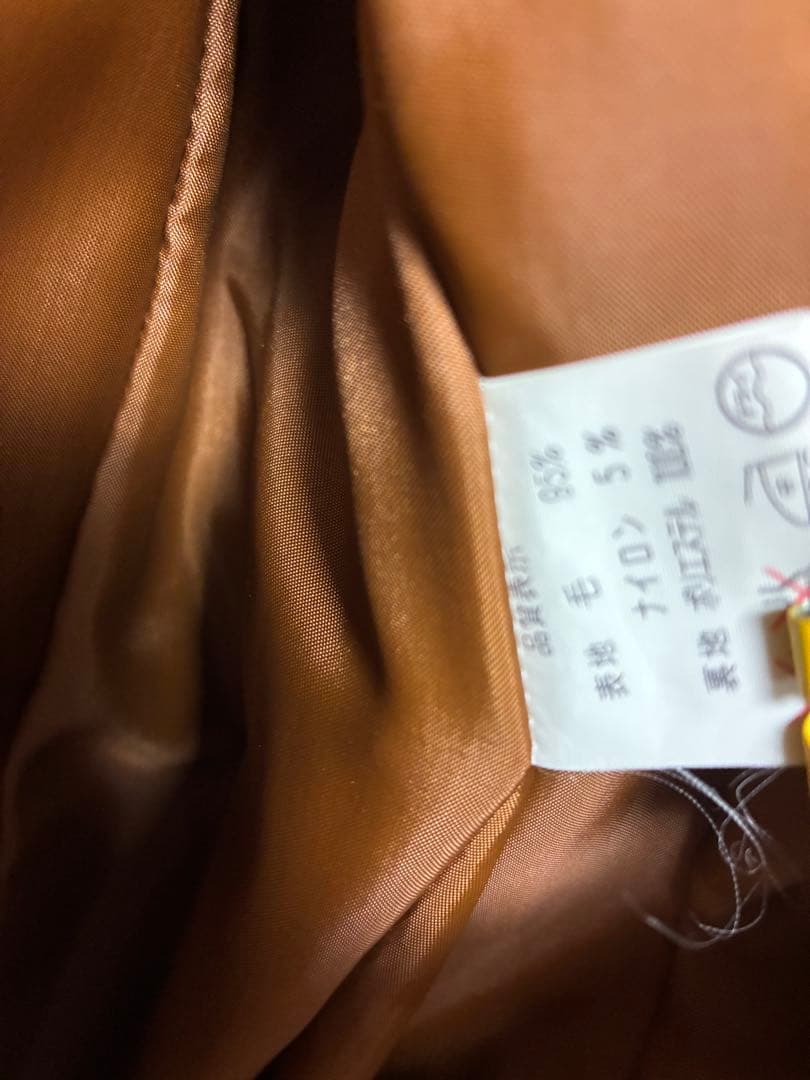 品質表示
表地 毛 95%
ナイロン 5%
裏地 ポリエステル 100%